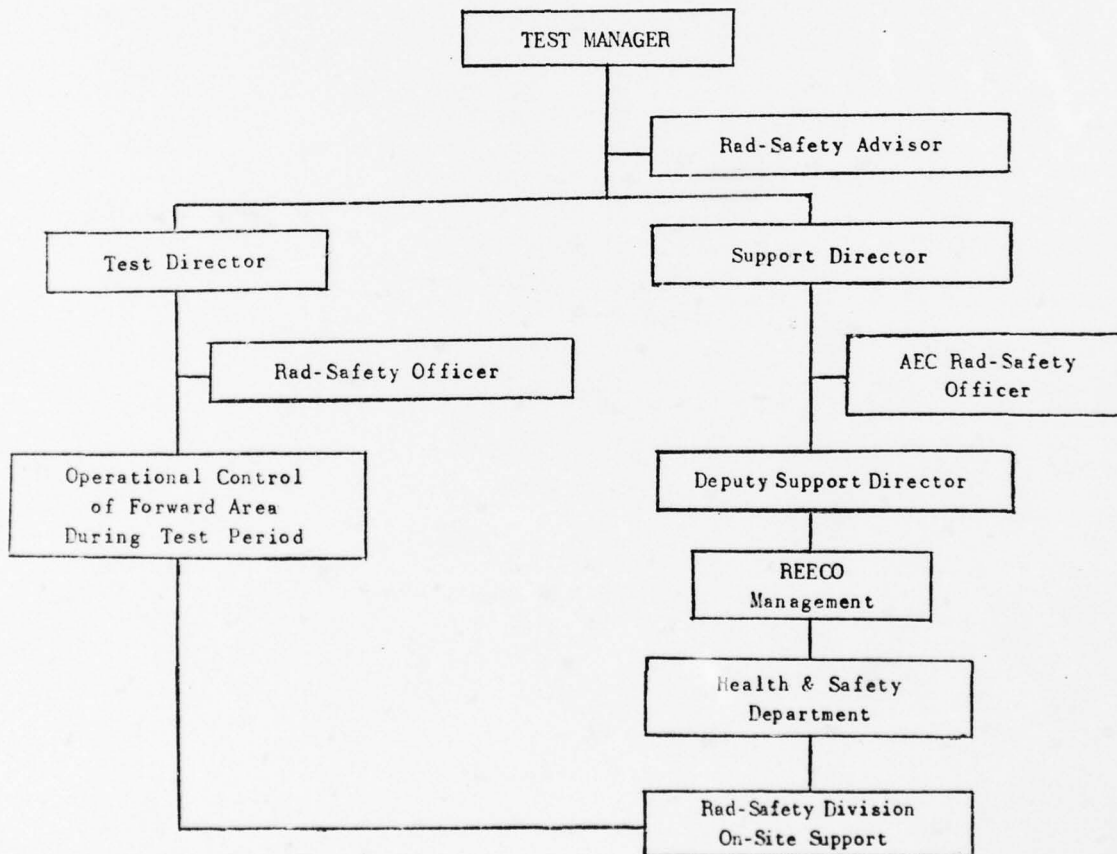 TEST MANAGER
Rad-Safety Advisor
Test Director
Support Director
Rad-Safety Officer
AEC Rad-Safety
Officer
Operational Control
of Forward Area
During Test Period
Deputy Support Director
REECO
Management
Health & Safety
Department
Rad-Safety Division
On-Site Support